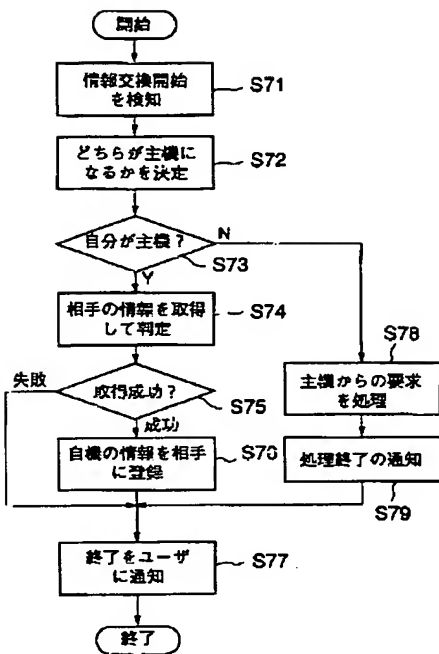 開始
情報交換開始
を検知
S71
どちらが主機に
なるかを決定
S72
自分が主機？
N
S73
Y
相手の情報を取得
して判定
S74
失敗
取得成功？
S75
成功
自機の情報を相手
に登録
S76
S78
主機からの要求
を処理
処理終了の通知
S79
終了をユーザ
に通知
S77
終了